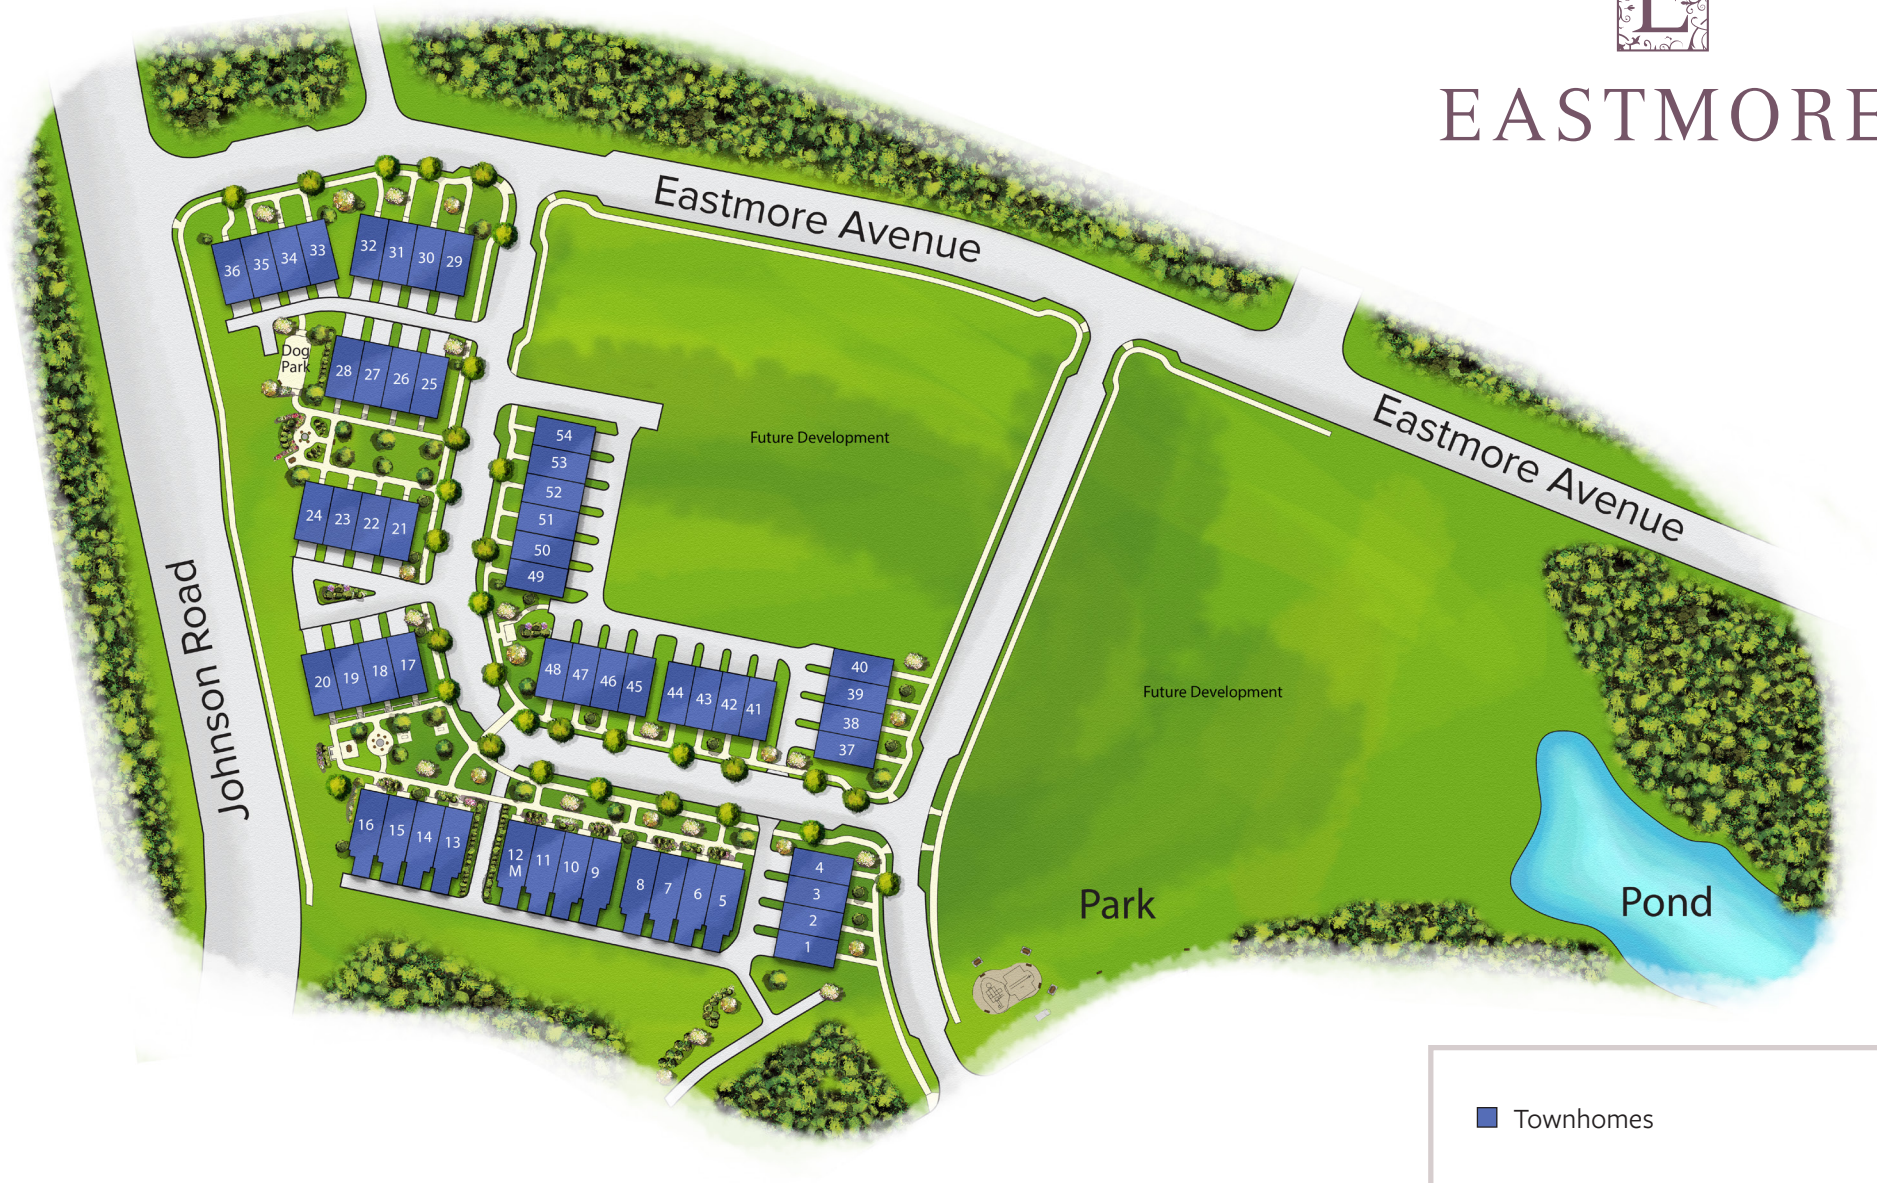 E
EASTMORE
Eastmore Avenue
Eastmore Avenue
Johnson Road
36 35 34 33
32 31 30 29
Dog
Park
28 27 26 25
24 23 22 21
20 19 18 17
54
53
52
51
50
49
Future Development
48 47 46 45
44 43 42 41
40
39
38
37
Future Development
16 15 14 13
12
M
11 10 9
8 7 6 5
4
3
2
1
Park
Pond
Townhomes